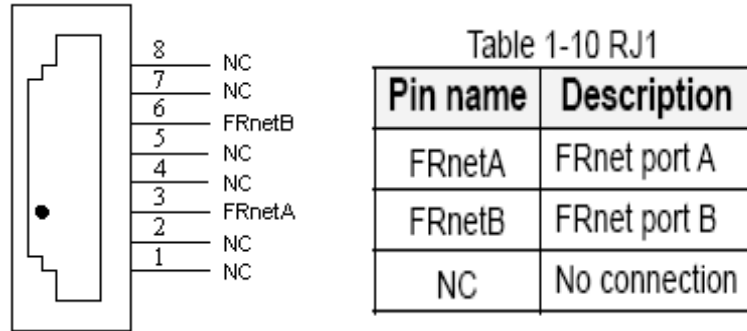 8 NC
7 NC
6 FRnetB
5 NC
4 NC
3 FRnetA
2 NC
1 NC
Table 1-10 RJ1
Pin name Description
FRnetA FRnet port A
FRnetB FRnet port B
NC No connection